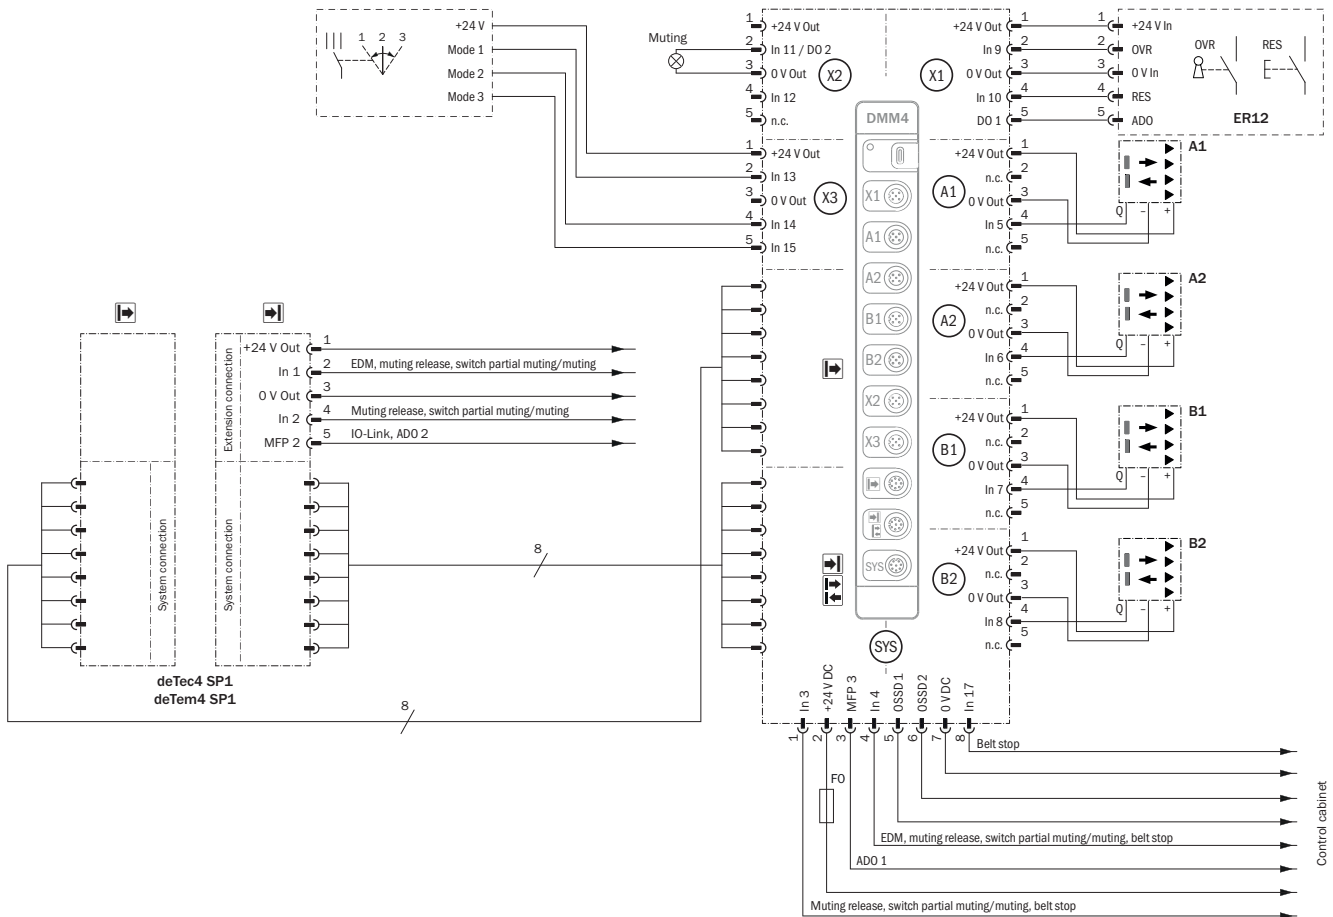 +24 V
Mode 1
Mode 2
Mode 3
1 2 3
Muting
1 +24 V Out
2 In 11 / DO 2
3 0 V Out
4 In 12
5 n.c.
X2
1 +24 V Out
2 In 13
3 0 V Out
4 In 14
5 In 15
X3
DMM4
X1
A1
A2
B1
B2
X2
X3
SYS
SYS
X1
+24 V Out 1
In 9 2
0 V Out 3
In 10 4
DO 1 5
1 +24 V In
2 OVR
3 0 V In
4 RES
5 ADO
OVR
RES
ER12
A1
+24 V Out 1
n.c. 2
0 V Out 3
In 5 4
n.c. 5
A1
Q – +
A2
+24 V Out 1
n.c. 2
0 V Out 3
In 6 4
n.c. 5
A2
Q – +
B1
+24 V Out 1
n.c. 2
0 V Out 3
In 7 4
n.c. 5
B1
Q – +
B2
+24 V Out 1
n.c. 2
0 V Out 3
In 8 4
n.c. 5
B2
Q – +
Extension connection
+24 V Out 1
In 1 2 EDM, muting release, switch partial muting/muting
0 V Out 3
In 2 4 Muting release, switch partial muting/muting
MFP 2 5 IO-Link, ADO 2
System connection
System connection
deTec4 SP1
deTem4 SP1
8
8
In 3
+24 V DC
MFP 3
In 4
OSSD 1
OSSD 2
0 V DC
In 17
1 2 3 4 5 6 7 8
Belt stop
F0
EDM, muting release, switch partial muting/muting, belt stop
ADO 1
Muting release, switch partial muting/muting, belt stop
Control cabinet